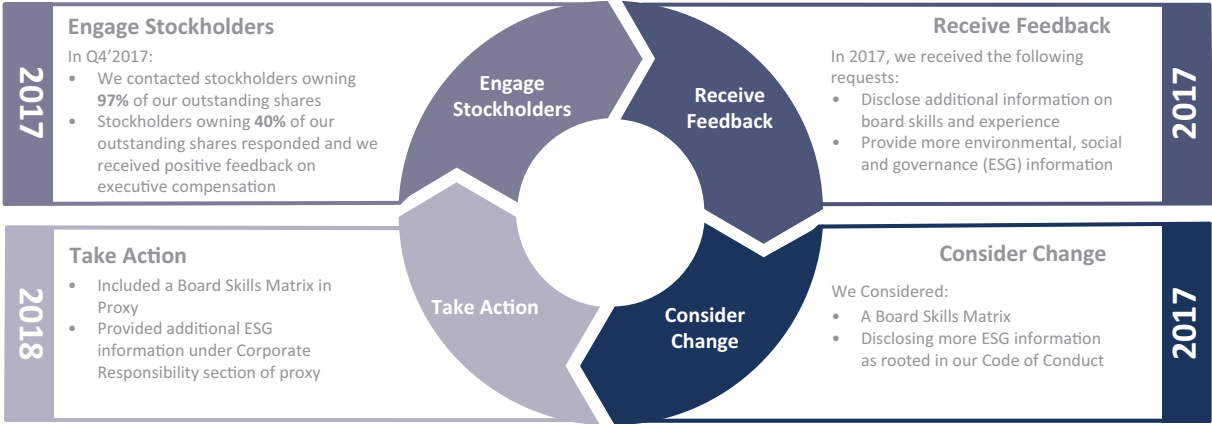 2017
Engage Stockholders
In Q4'2017:
• We contacted stockholders owning
97% of our outstanding shares
• Stockholders owning 40% of our
outstanding shares responded and we
received positive feedback on
executive compensation
Engage
Stockholders
Receive
Feedback
Receive Feedback
In 2017, we received the following
requests:
• Disclose additional information on
board skills and experience
• Provide more environmental, social
and governance (ESG) information
2017
2018
Take Action
• Included a Board Skills Matrix in
Proxy
• Provided additional ESG
information under Corporate
Responsibility section of proxy
Take Action
Consider
Change
Consider Change
We Considered:
• A Board Skills Matrix
• Disclosing more ESG information
as rooted in our Code of Conduct
2017